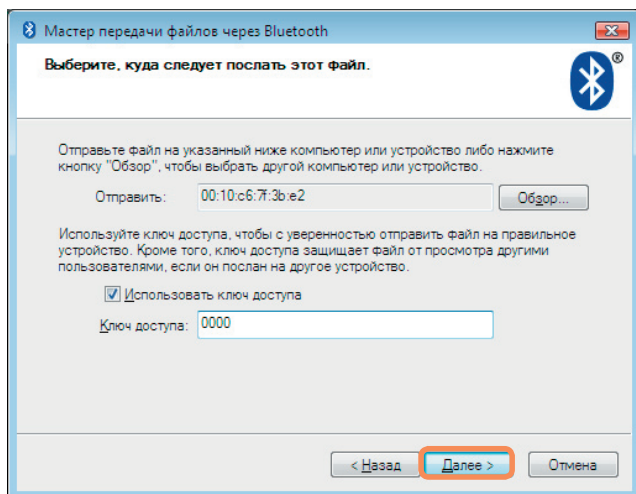 Мастер передачи файлов через Bluetooth
Выберите, куда следует послать этот файл.
®
Отправьте файл на указанный ниже компьютер или устройство либо нажмите
кнопку "Обзор", чтобы выбрать другой компьютер или устройство.
Отправить: 00:10:c6:7f:3b:e2 Обзор...
Используйте ключ доступа, чтобы с уверенностью отправить файл на правильное
устройство. Кроме того, ключ доступа защищает файл от просмотра другими
пользователями, если он послан на другое устройство.
Использовать ключ доступа
Ключ доступа: 0000
< Назад Далее > Отмена